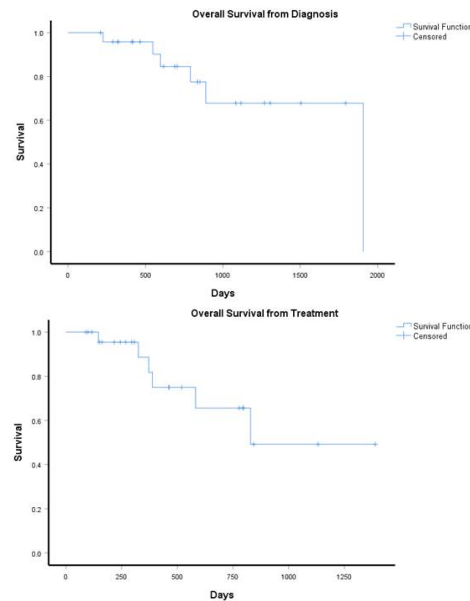 Overall Survival from Diagnosis
Survival Function
Censored
Survival
1.0
0.8
0.6
0.4
0.2
0.0
0 500 1000 1500 2000
Days
Overall Survival from Treatment
Survival Function
Censored
Survival
1.0
0.8
0.6
0.4
0.2
0.0
0 250 500 750 1000 1250
Days